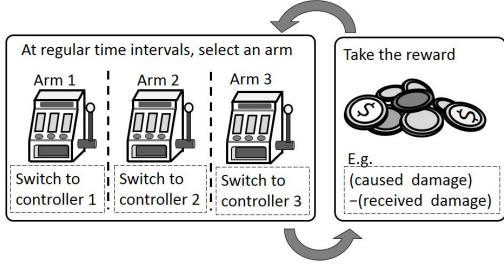 At regular time intervals, select an arm
Arm 1
Arm 2
Arm 3
Switch to
controller 1
Switch to
controller 2
Switch to
controller 3
Take the reward
$
$
E.g.
(caused damage)
−(received damage)